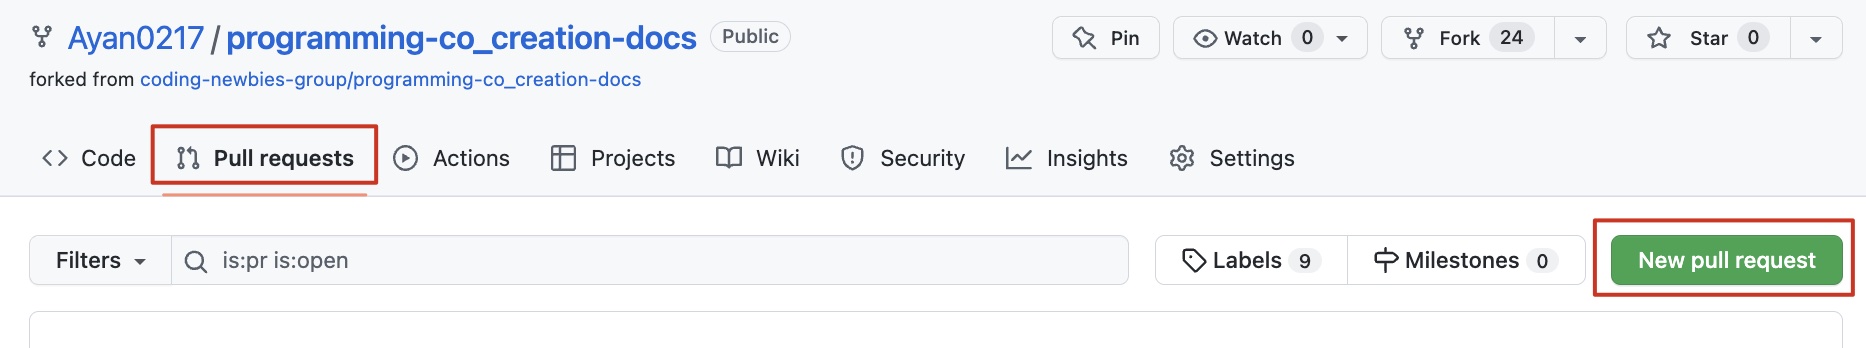 Ayan0217 / programming-co_creation-docs Public Pin Watch 0 Fork 24 Star 0
forked from coding-newbies-group/programming-co_creation-docs
Code Pull requests Actions Projects Wiki Security Insights Settings
Filters is:pr is:open Labels 9 Milestones 0 New pull request